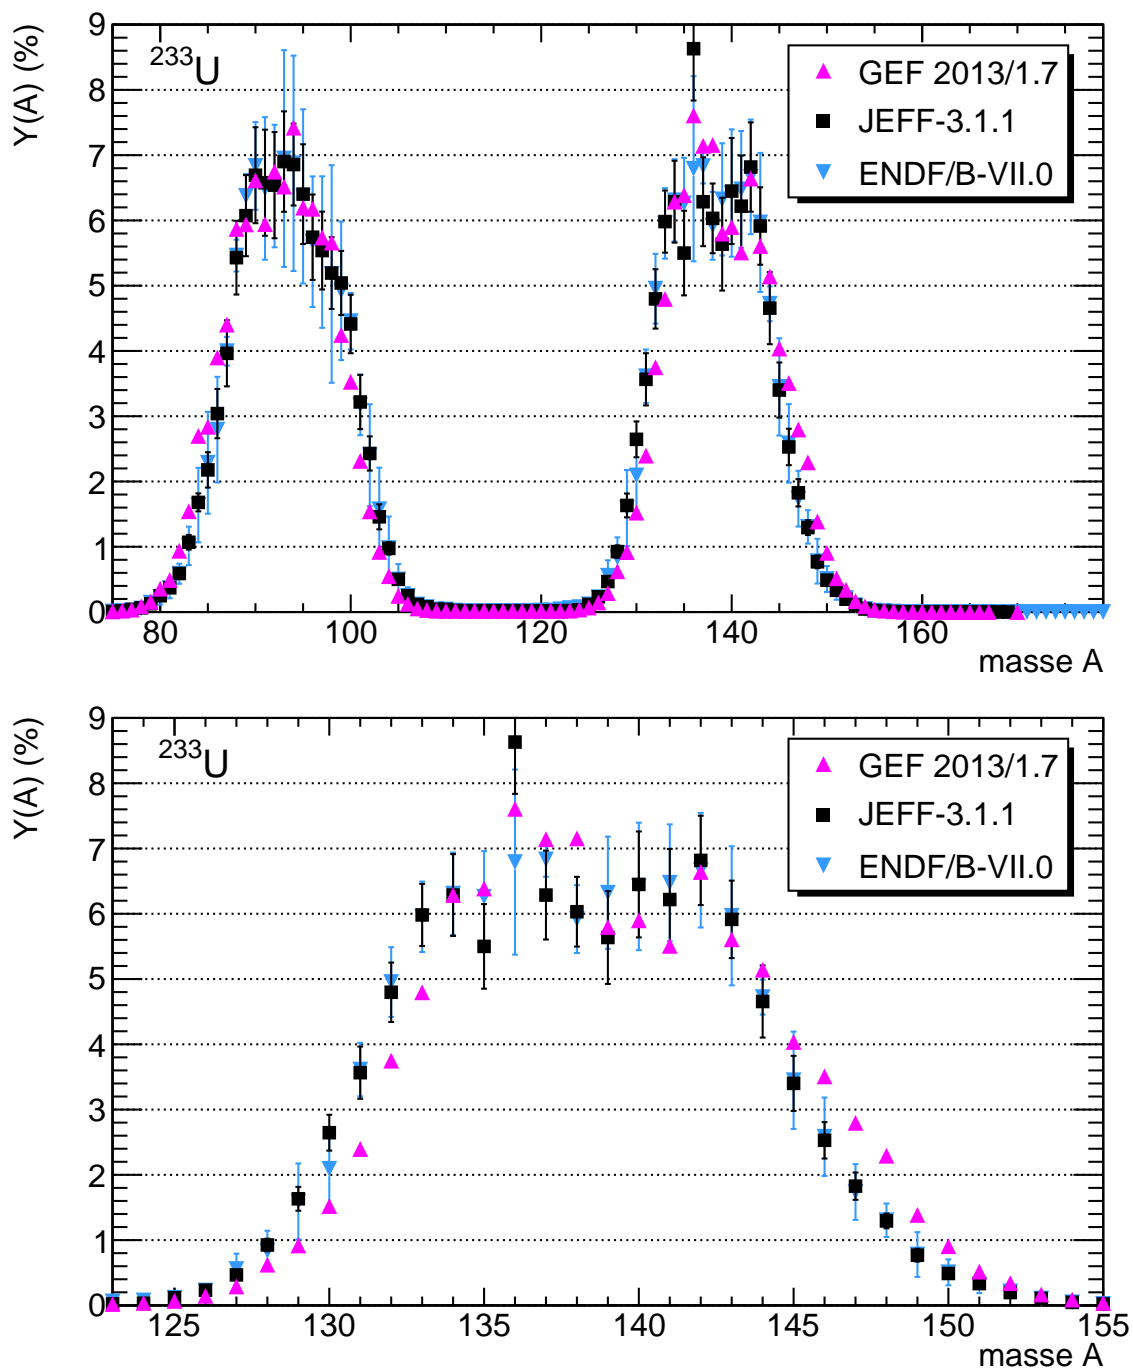 9
8
7
6
5
4
3
2
1
0
Y(A) (%)
²³³U
GEF 2013/1.7
JEFF-3.1.1
ENDF/B-VII.0
80 100 120 140 160
masse A
9
8
7
6
5
4
3
2
1
0
Y(A) (%)
²³³U
GEF 2013/1.7
JEFF-3.1.1
ENDF/B-VII.0
125 130 135 140 145 150 155
masse A